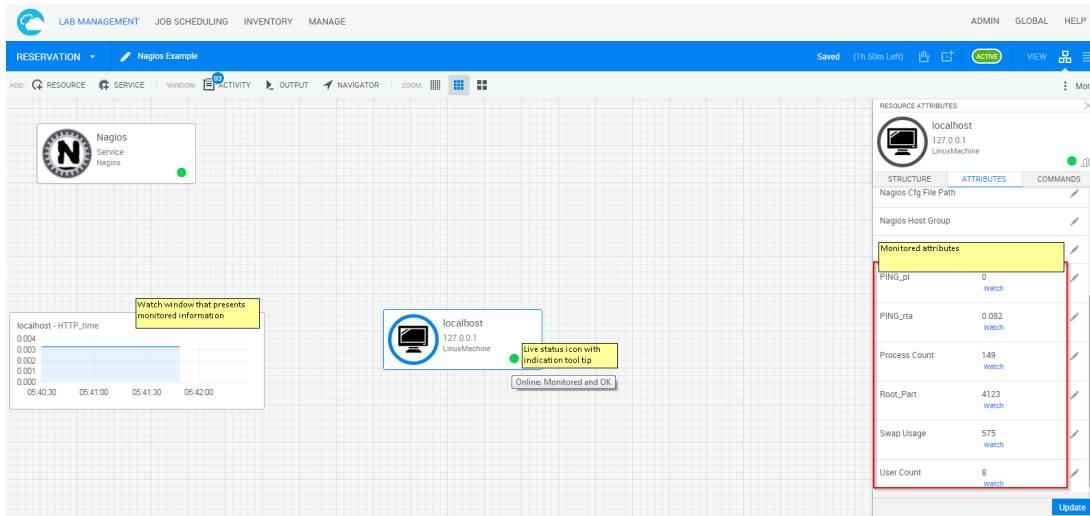 LAB MANAGEMENT JOB SCHEDULING INVENTORY MANAGE ADMIN GLOBAL HELP
RESERVATION Nagios Example Saved (1h 50m Left) ACTIVE VIEW
ADD: RESOURCE SERVICE WINDOW: 93 ACTIVITY OUTPUT NAVIGATOR ZOOM:
Nagios
Service
Nagios
N
Watch window that presents
monitored information
localhost - HTTP_time
0.004
0.003
0.002
0.001
0.000
05:40:30 05:41:00 05:41:30 05:42:00
localhost
127.0.0.1
LinuxMachine
Live status icon with
indication tool tip
Online: Monitored and OK
RESOURCE ATTRIBUTES
localhost
127.0.0.1
LinuxMachine
STRUCTURE ATTRIBUTES COMMANDS
Nagios Cfg File Path
Nagios Host Group
Monitored attributes
PING_pl 0
Watch
PING_rta 0.082
Watch
Process Count 149
Watch
Root_Part 4123
Watch
Swap Usage 575
Watch
User Count 8
Watch
Update